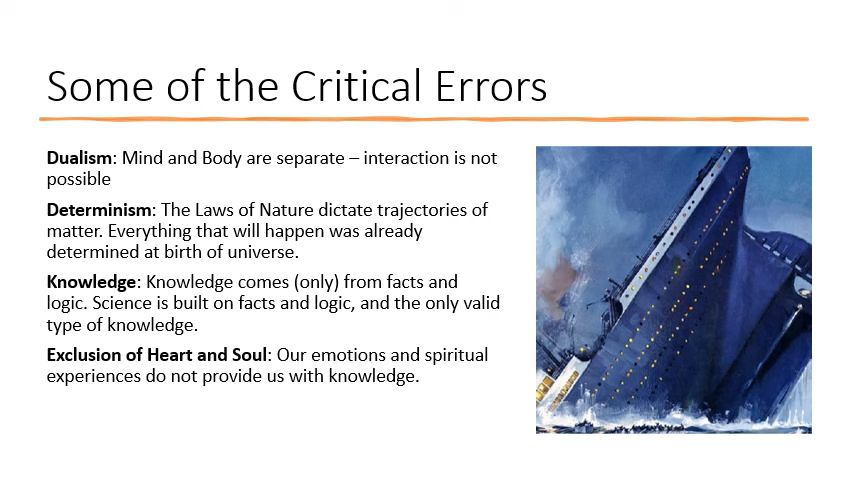 Some of the Critical Errors
Dualism: Mind and Body are separate – interaction is not
possible
Determinism: The Laws of Nature dictate trajectories of
matter. Everything that will happen was already
determined at birth of universe.
Knowledge: Knowledge comes (only) from facts and
logic. Science is built on facts and logic, and the only valid
type of knowledge.
Exclusion of Heart and Soul: Our emotions and spiritual
experiences do not provide us with knowledge.